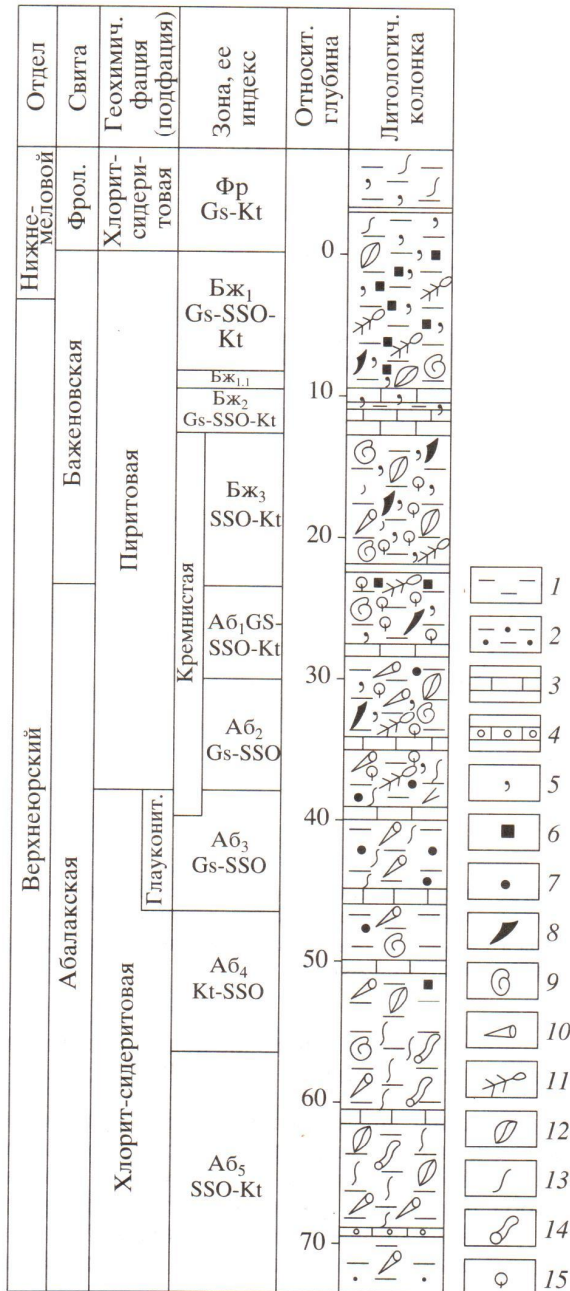 Отдел
Свита
Геохимич.
фация
(подфация)
Зона, ее
индекс
Относит.
глубина
Литологич.
колонка
Нижне-
меловой
Верхнеюрский
Фрол.
Баженовская
Абалакская
Хлорит-
сидери-
товая
Пиритовая
Хлорит-сидеритовая
Кремнистая
Глауконит.
Фр
Gs-Kt
Бж₁
Gs-SSO-
Kt
Бж₁.₁
Бж₂
Gs-SSO-Kt
Бж₃
SSO-Kt
Аб₁GS-
SSO-Kt
Аб₂
Gs-SSO
Аб₃
Gs-SSO
Аб₄
Kt-SSO
Аб₅
SSO-Kt
0
10
20
30
40
50
60
70
1
2
3
4
5
6
7
8
9
10
11
12
13
14
15